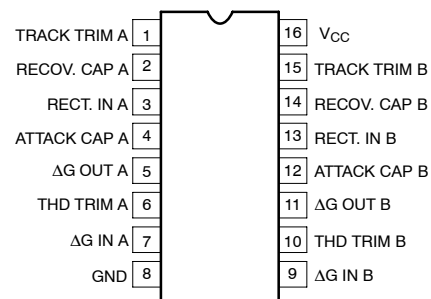 TRACK TRIM A 1 16 VCC
RECOV. CAP A 2 15 TRACK TRIM B
RECT. IN A 3 14 RECOV. CAP B
ATTACK CAP A 4 13 RECT. IN B
ΔG OUT A 5 12 ATTACK CAP B
THD TRIM A 6 11 ΔG OUT B
ΔG IN A 7 10 THD TRIM B
GND 8 9 ΔG IN B